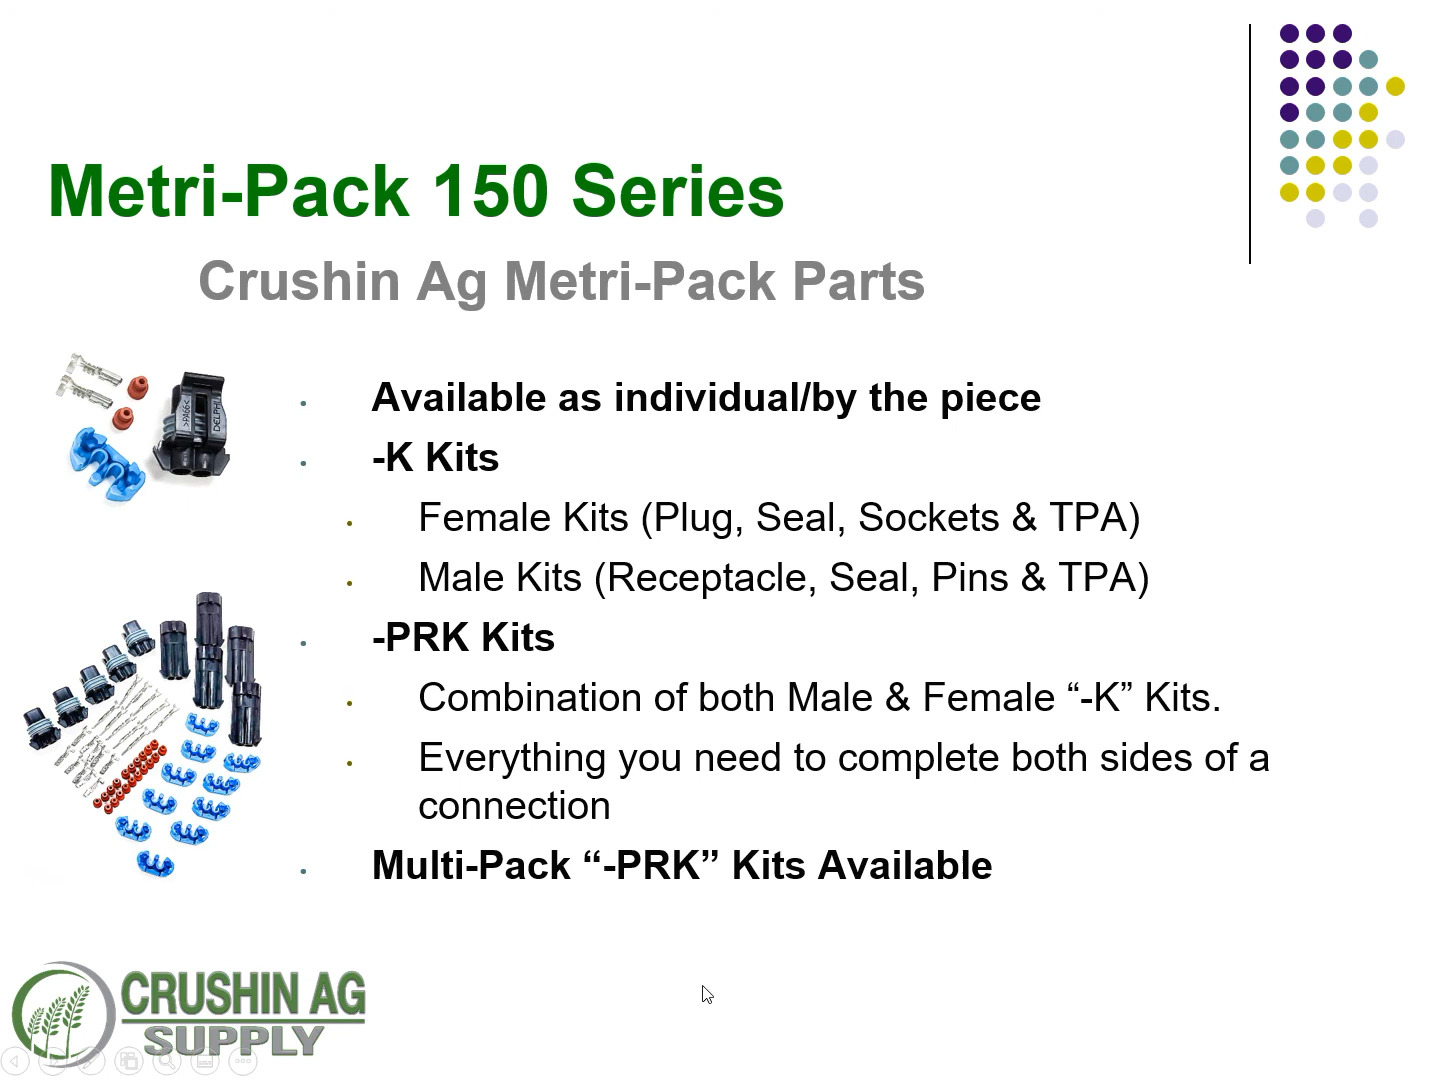 Metri-Pack 150 Series
Crushin Ag Metri-Pack Parts
Available as individual/by the piece
-K Kits
Female Kits (Plug, Seal, Sockets & TPA)
Male Kits (Receptacle, Seal, Pins & TPA)
-PRK Kits
Combination of both Male & Female “-K” Kits.
Everything you need to complete both sides of a
connection
Multi-Pack “-PRK” Kits Available
>PA66<
DELPHI
CRUSHIN AG
SUPPLY